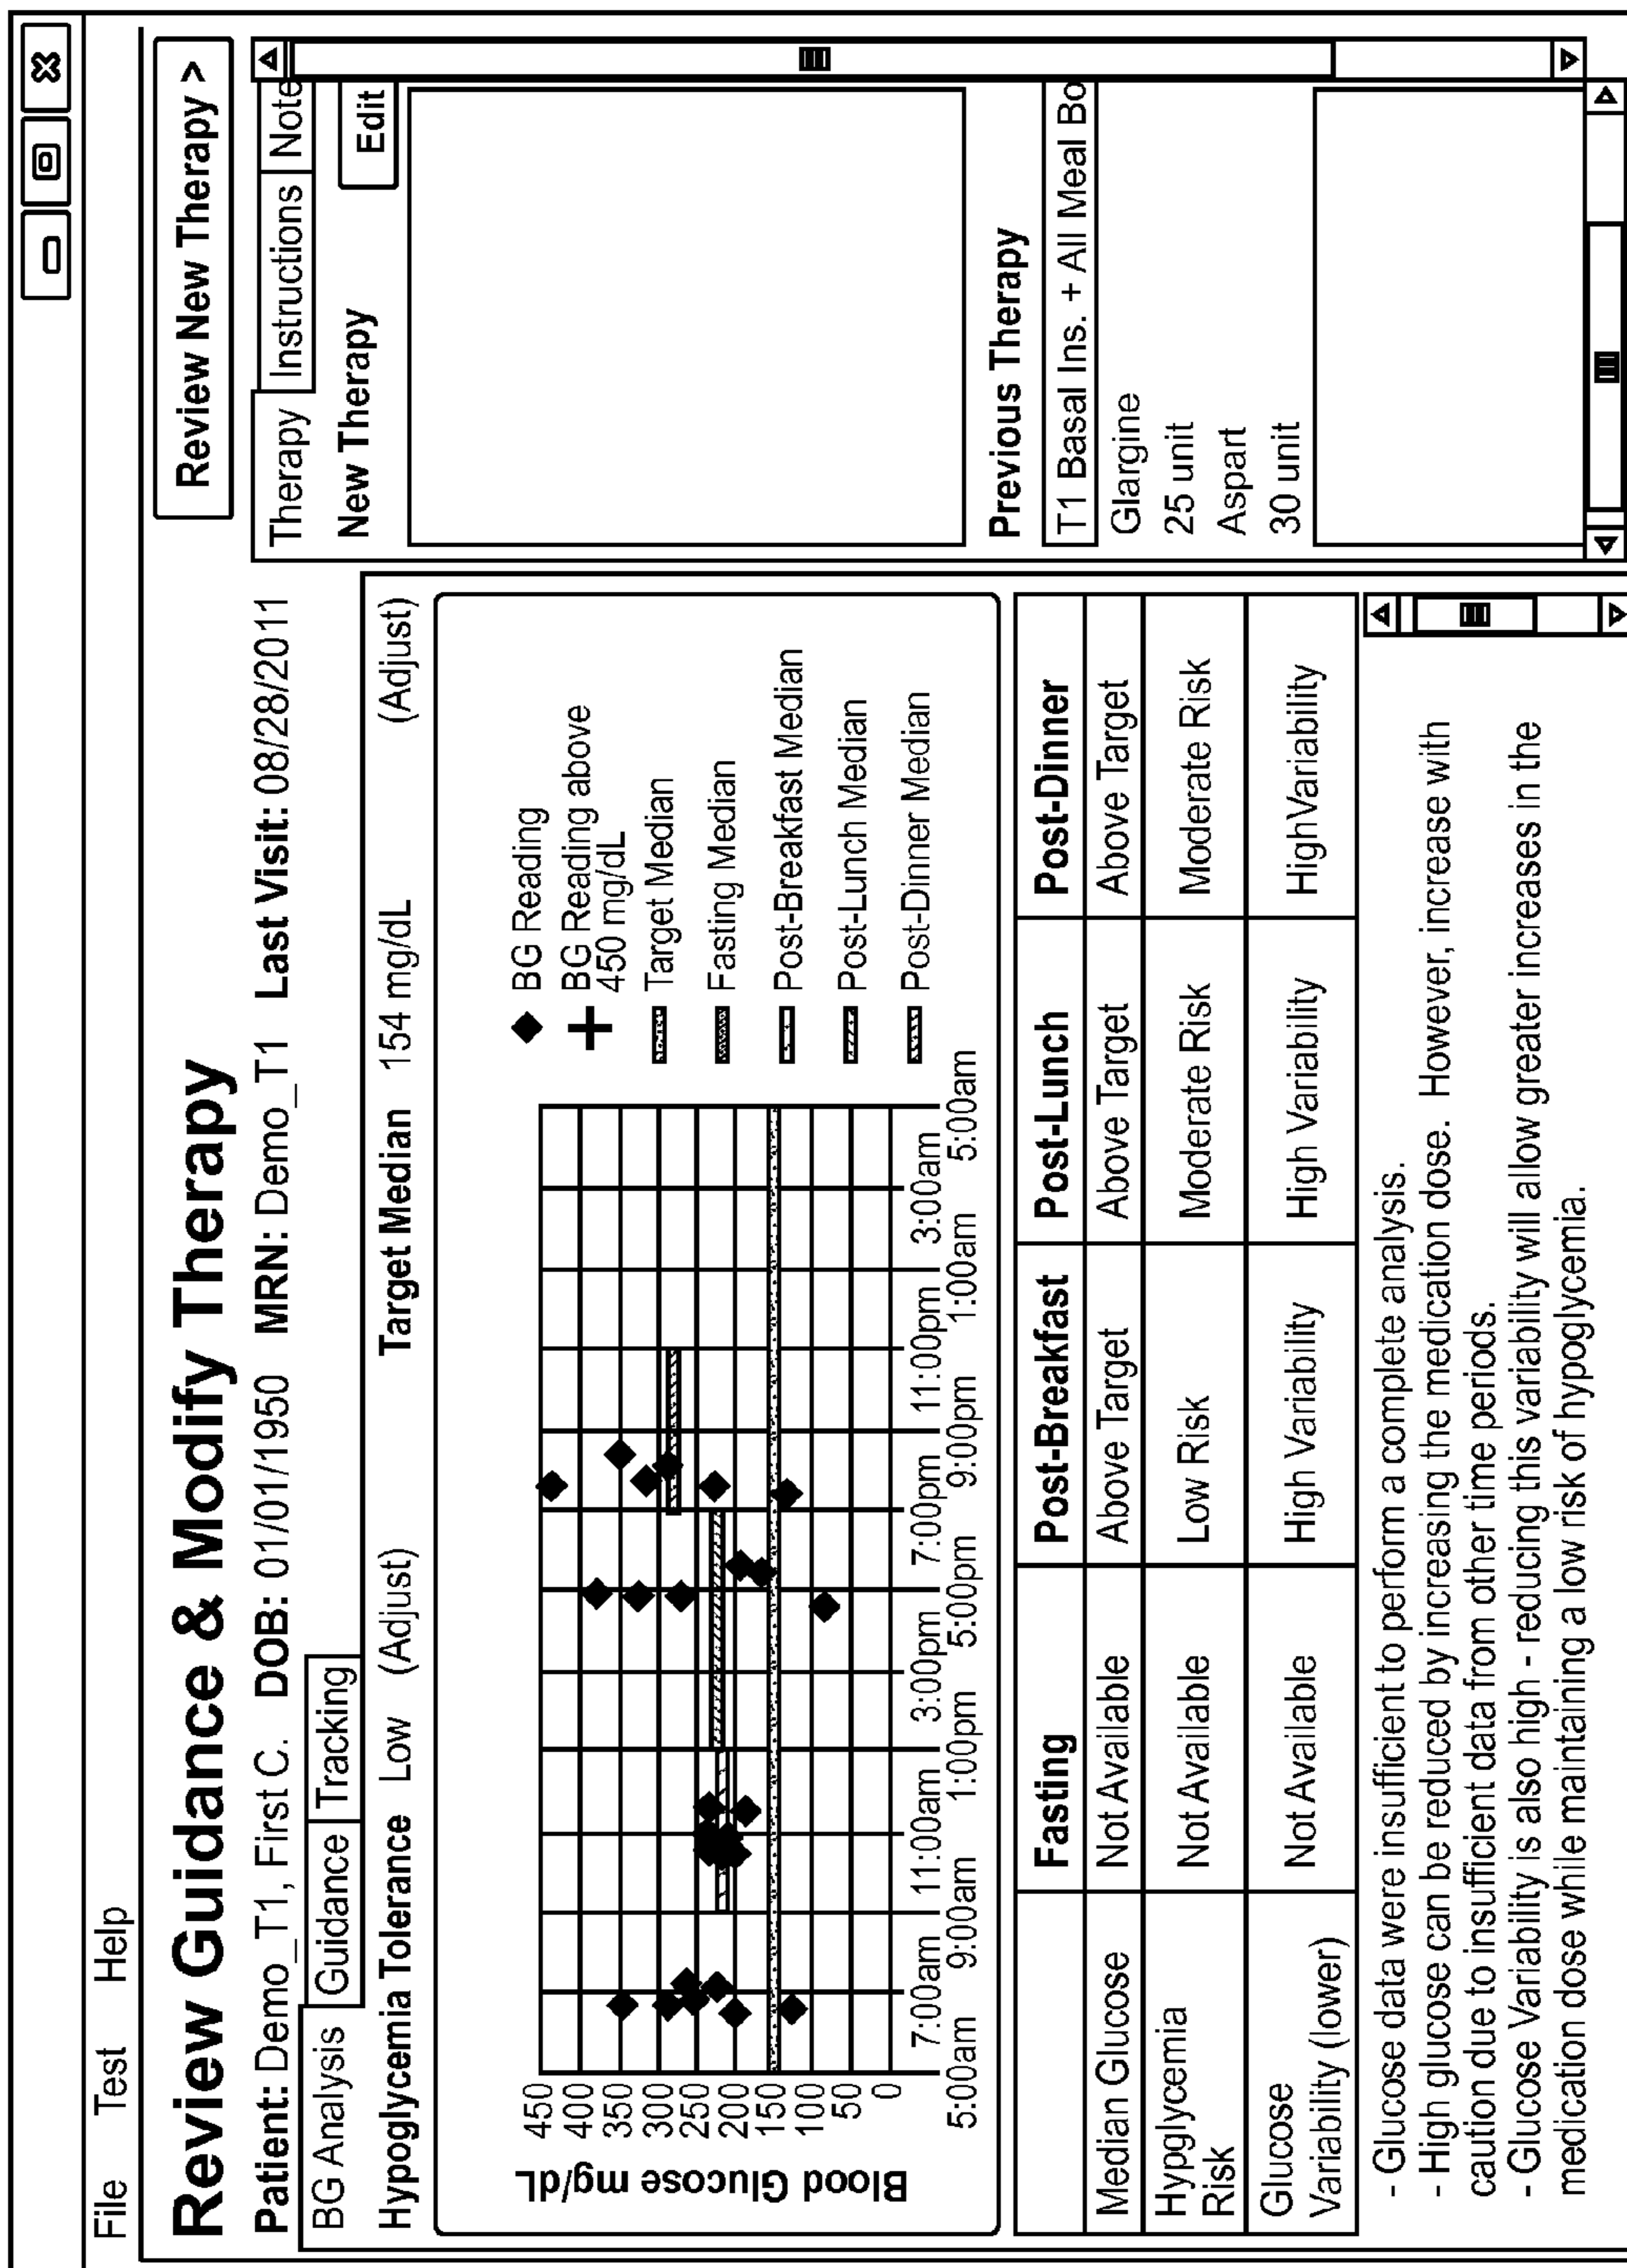 File Test Help
Review Guidance & Modify Therapy
Review New Therapy >
Patient: Demo_T1, First C. DOB: 01/01/1950 MRN: Demo_T1 Last Visit: 08/28/2011
BG Analysis Guidance Tracking
Hypoglycemia Tolerance Low (Adjust) Target Median 154 mg/dL (Adjust)
Blood Glucose mg/dL
450
400
350
300
250
200
150
100
50
0
7:00am 11:00am 3:00pm 7:00pm 11:00pm 3:00am
5:00am 9:00am 1:00pm 5:00pm 9:00pm 1:00am 5:00am
BG Reading
BG Reading above
450 mg/dL
Target Median
Fasting Median
Post-Breakfast Median
Post-Lunch Median
Post-Dinner Median
Fasting Post-Breakfast Post-Lunch Post-Dinner
Median Glucose Not Available Above Target Above Target Above Target
Hypglycemia
Risk Not Available Low Risk Moderate Risk Moderate Risk
Glucose
Variability (lower) Not Available High Variability High Variability HighVariability
- Glucose data were insufficient to perform a complete analysis.
- High glucose can be reduced by increasing the medication dose. However, increase with
caution due to insufficient data from other time periods.
- Glucose Variability is also high - reducing this variability will allow greater increases in the
medication dose while maintaining a low risk of hypoglycemia.
Therapy Instructions Note
New Therapy
Edit
Previous Therapy
T1 Basal Ins. + All Meal Bo
Glargine
25 unit
Aspart
30 unit